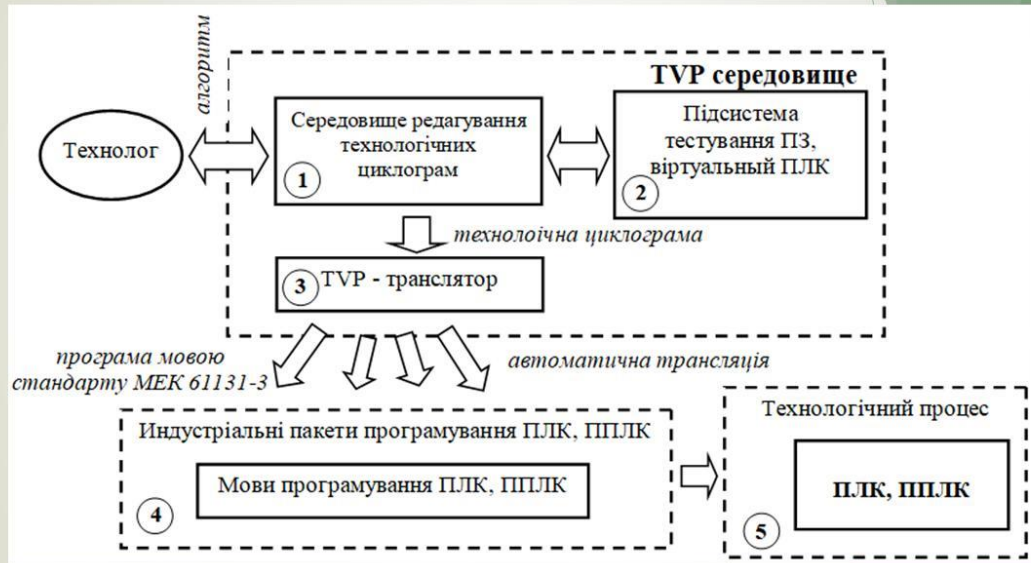 алгоритм
TVP середовище
Технолог
Середовище редагування
технологічних
циклограм
1
Підсистема
тестування ПЗ,
віртуальный ПЛК
2
технолоічна циклограма
3
TVP - транслятор
програма мовою
стандарту МЕК 61131-3
автоматична трансляція
Индустріальні пакети програмування ПЛК, ППЛК
Мови програмування ПЛК, ППЛК
4
Технологічний процес
ПЛК, ППЛК
5